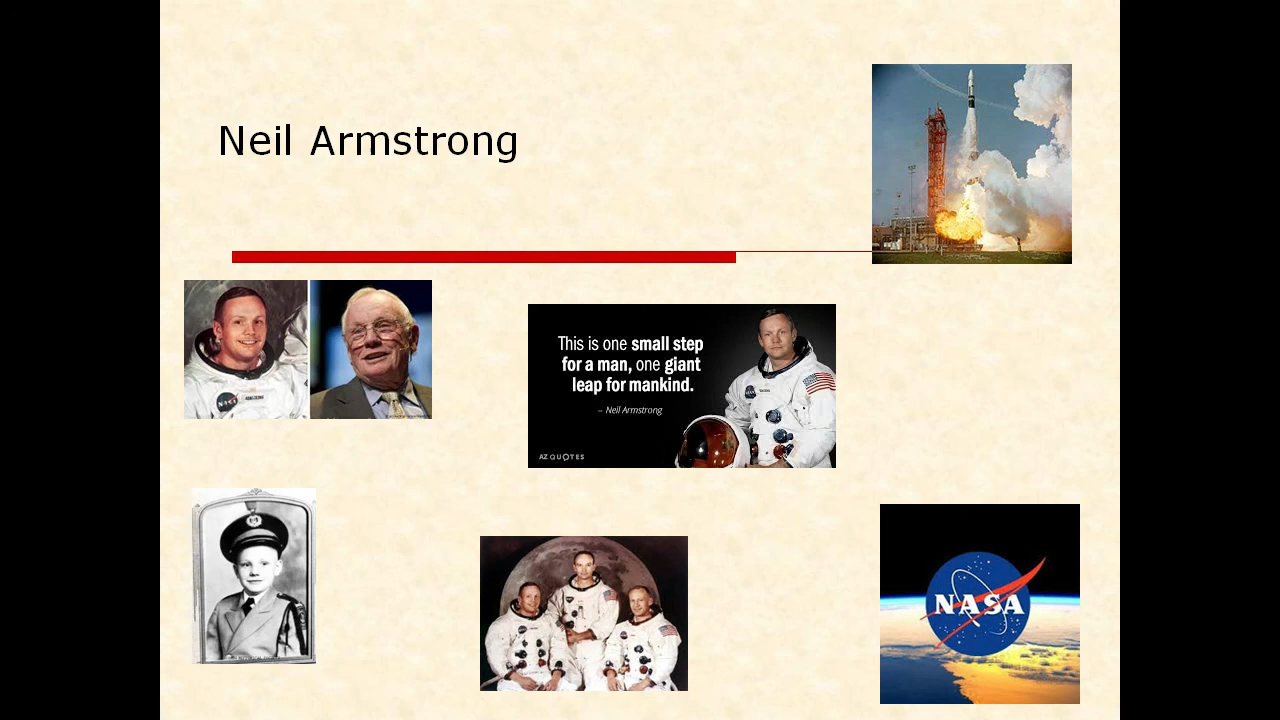 Neil Armstrong
This is one small step
for a man, one giant
leap for mankind.
– Neil Armstrong
AZ QUOTES
NASA